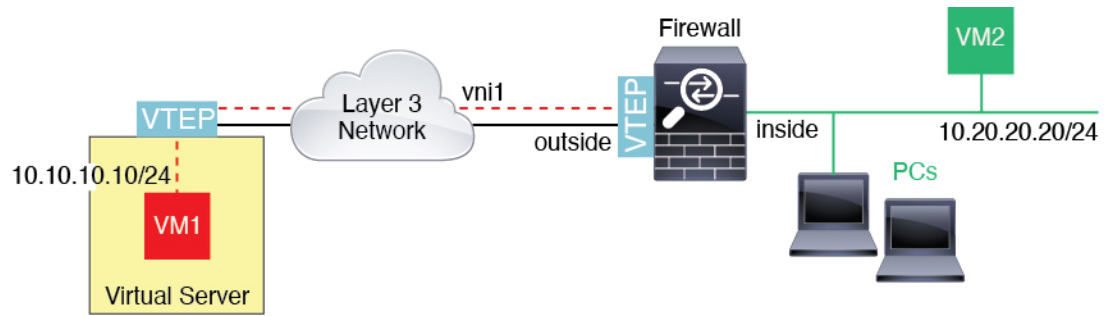 Firewall
VM2
Layer 3
Network
vni1
VTEP
VTEP
outside
inside
10.20.20.20/24
10.10.10.10/24
PCs
VM1
Virtual Server